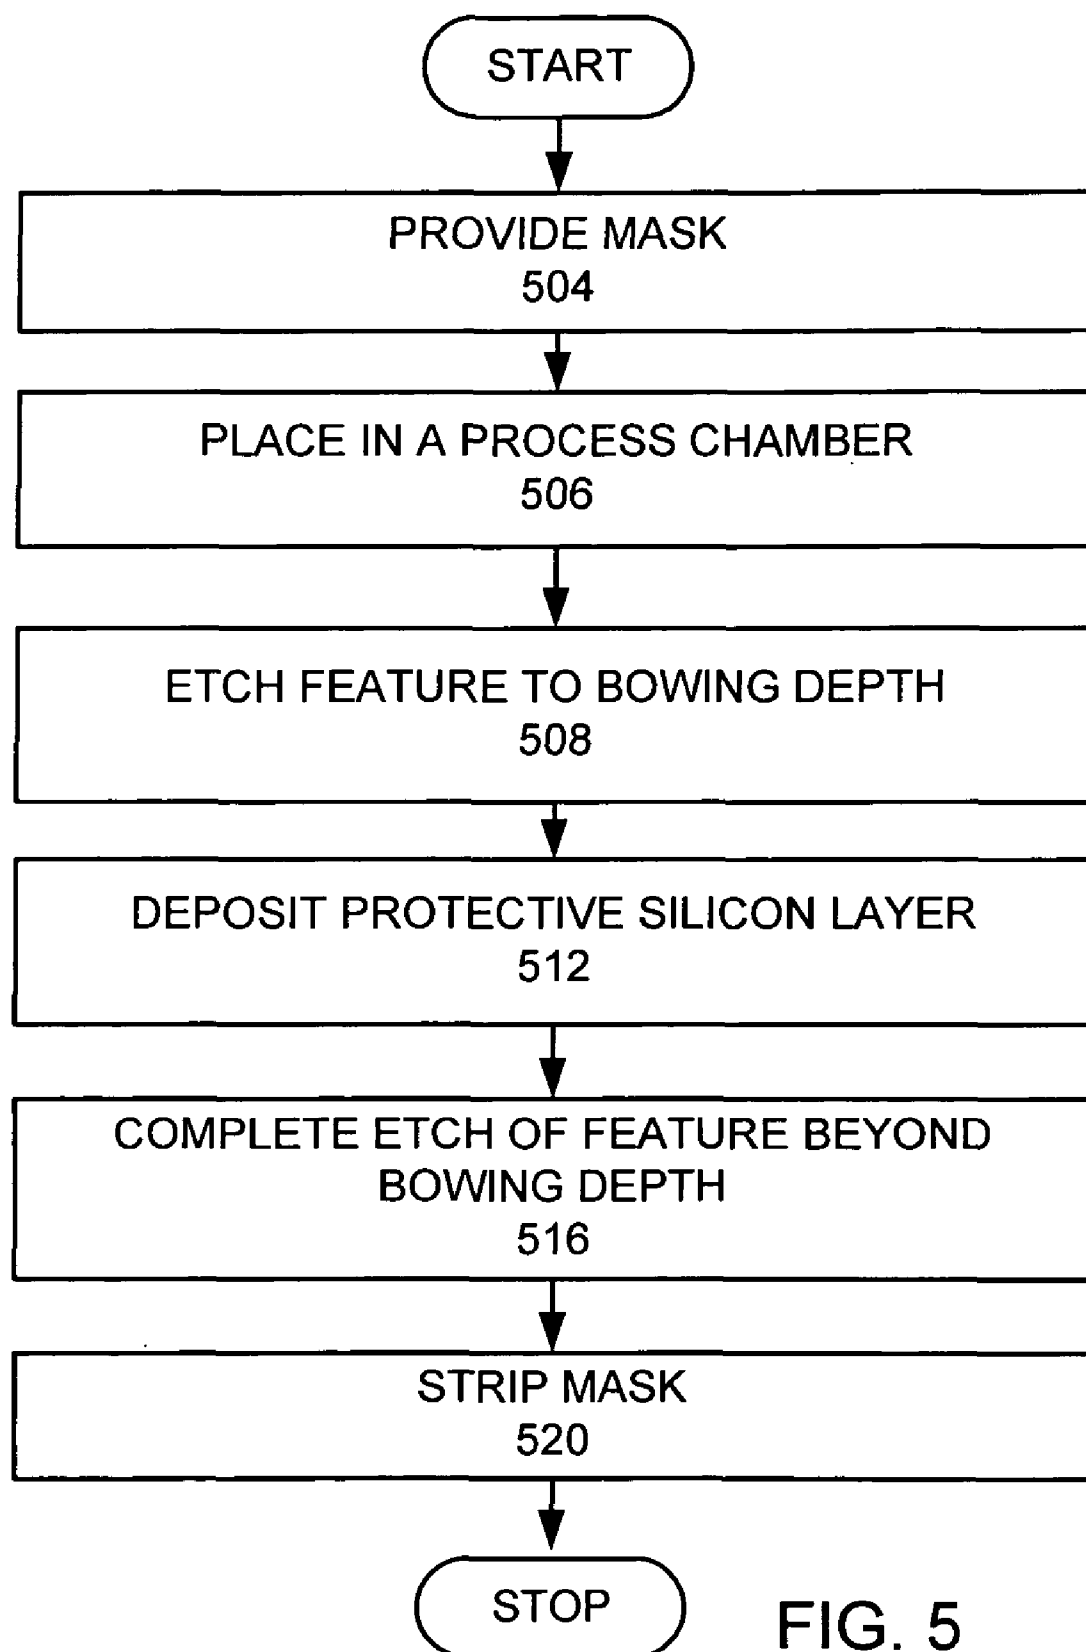 START
PROVIDE MASK
504
PLACE IN A PROCESS CHAMBER
506
ETCH FEATURE TO BOWING DEPTH
508
DEPOSIT PROTECTIVE SILICON LAYER
512
COMPLETE ETCH OF FEATURE BEYOND
BOWING DEPTH
516
STRIP MASK
520
STOP
FIG. 5